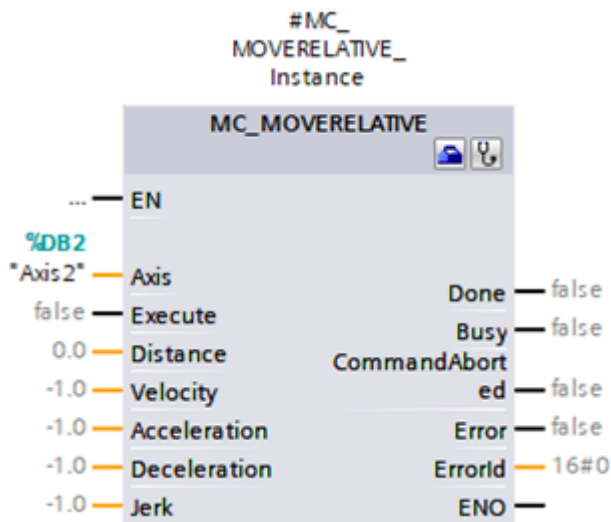 #MC_
MOVERELATIVE_
Instance
MC_MOVERELATIVE
... EN
%DB2
"Axis2" Axis
Done false
false Execute
Busy false
0.0 Distance
CommandAbort
-1.0 Velocity
ed false
-1.0 Acceleration
Error false
-1.0 Deceleration
ErrorId 16#0
-1.0 Jerk
ENO